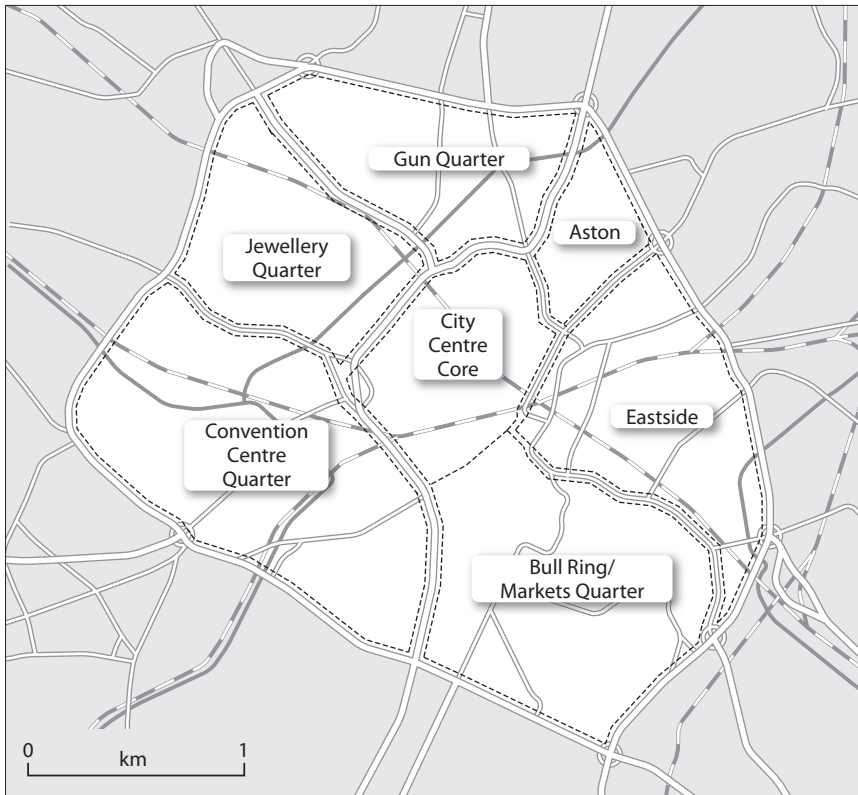 Gun Quarter
Aston
Jewellery
Quarter
City
Centre
Core
Eastside
Convention
Centre
Quarter
Bull Ring/
Markets Quarter
0
km
1